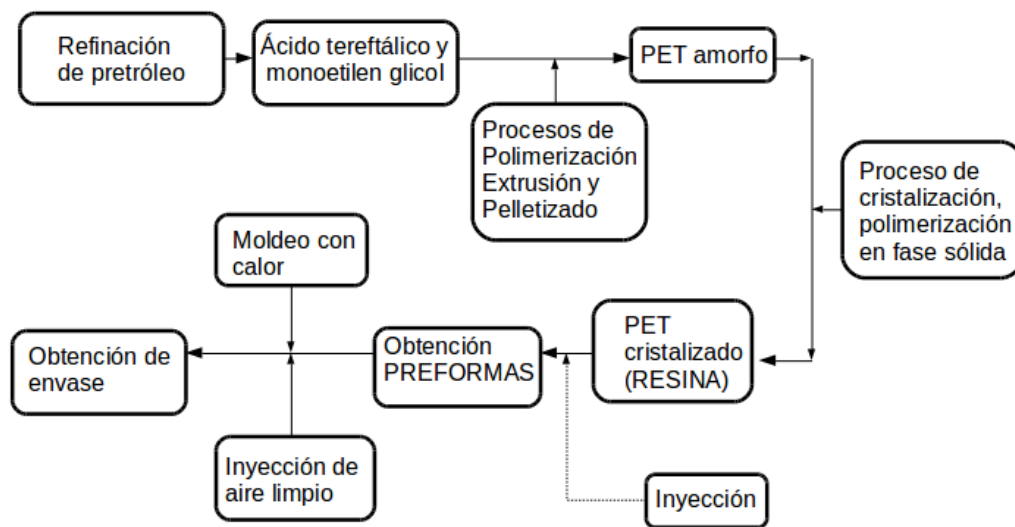 Refinación
de pretróleo
Ácido tereftálico y
monoetilen glicol
PET amorfo
Procesos de
Polimerización
Extrusión y
Pelletizado
Proceso de
cristalización,
polimerización
en fase sólida
Moldeo con
calor
PET
cristalizado
(RESINA)
Obtención
PREFORMAS
Obtención de
envase
Inyección de
aire limpio
Inyección